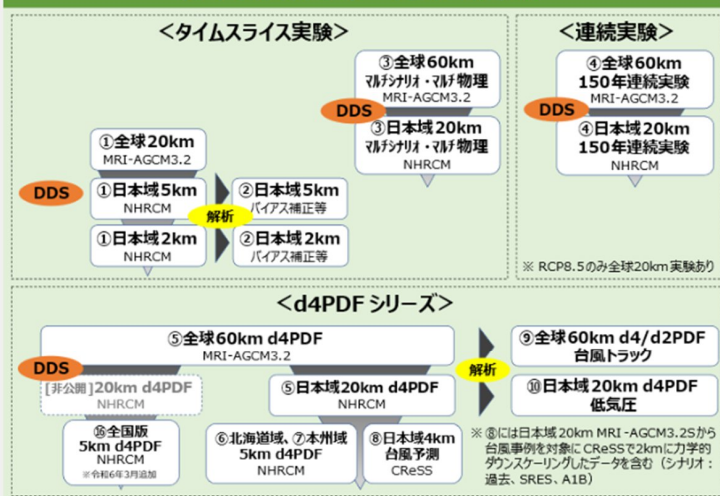 <タイムスライス実験>
①全球20km
MRI-AGCM3.2
DDS
①日本域5km
NHRCM
①日本域2km
NHRCM
解析
②日本域5km
バイアス補正等
②日本域2km
バイアス補正等
③全球60km
マルチシナリオ・マルチ物理
MRI-AGCM3.2
DDS
③日本域20km
マルチシナリオ・マルチ物理
NHRCM
<連続実験>
④全球60km
150年連続実験
MRI-AGCM3.2
DDS
④日本域20km
150年連続実験
NHRCM
※ RCP8.5のみ全球20km実験あり
<d4PDF シリーズ>
⑤全球60km d4PDF
MRI-AGCM3.2
DDS
[非公開]20km d4PDF
NHRCM
⑯全国版
5km d4PDF
NHRCM
※令和6年3月追加
⑤日本域20km d4PDF
NHRCM
⑥北海道域、⑦本州域
5km d4PDF
NHRCM
⑧日本域4km
台風予測
CReSS
解析
⑨全球60km d4/d2PDF
台風トラック
⑩日本域20km d4PDF
低気圧
※ ⑧には日本域20km MRI-AGCM3.2Sから
台風事例を対象にCReSSで2kmに力学的
ダウンスケーリングしたデータを含む（シナリオ：
過去、SRES、A1B）